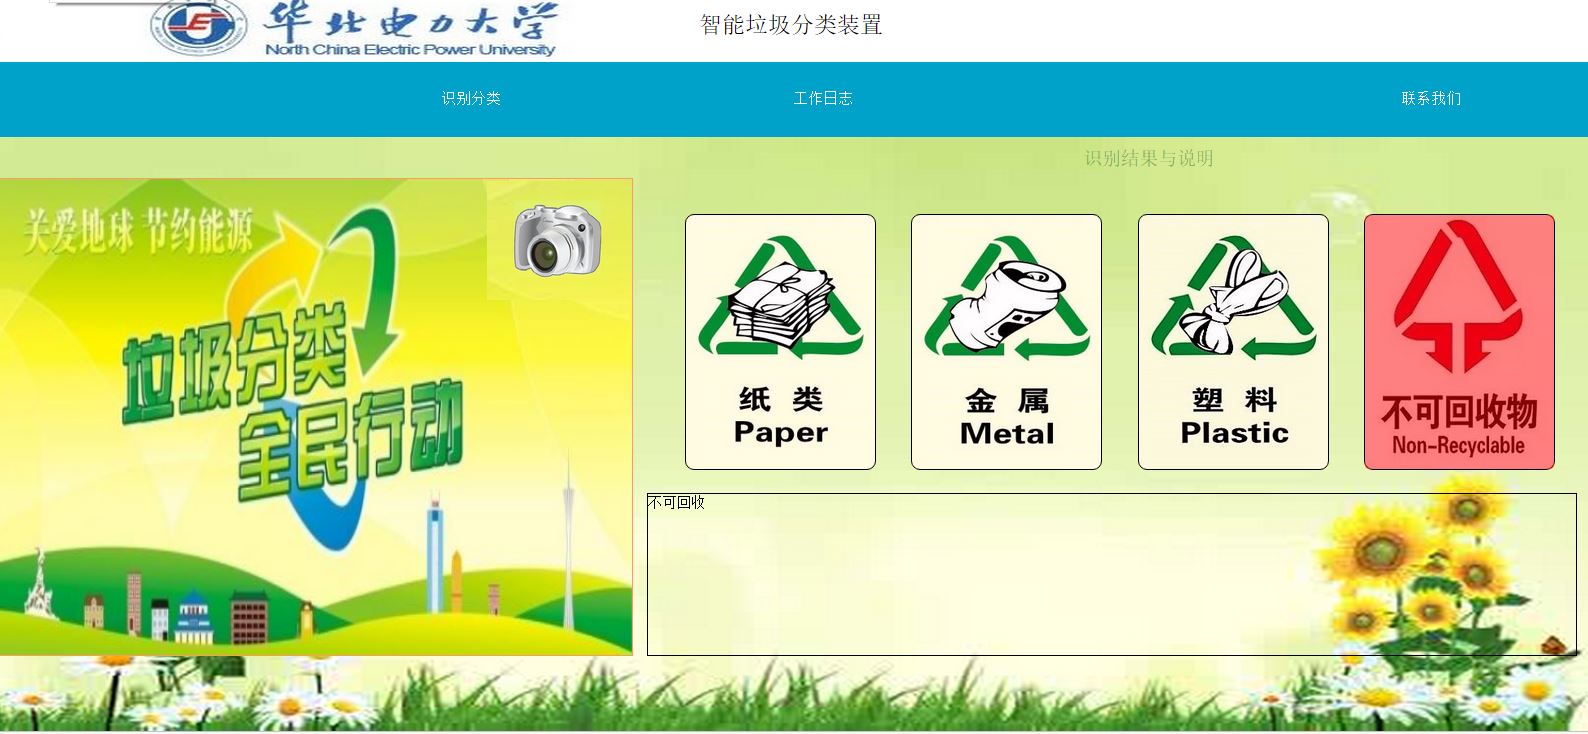 华北电力大学
North China Electric Power University
智能垃圾分类装置
识别分类
工作日志
联系我们
识别结果与说明
关爱地球 节约能源
垃圾分类
全民行动
纸类
Paper
金属
Metal
塑料
Plastic
不可回收物
Non-Recyclable
不可回收